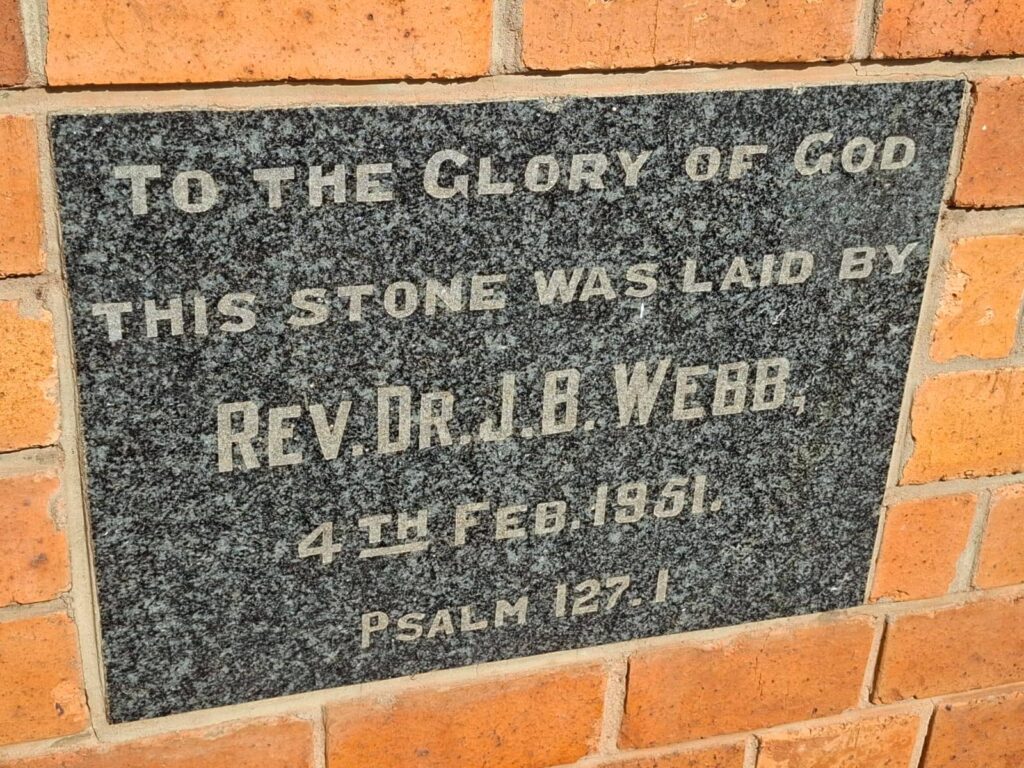 To the Glory of God
this stone was laid by
Rev. Dr. J. B. Webb,
4th Feb. 1951.
Psalm 127. 1